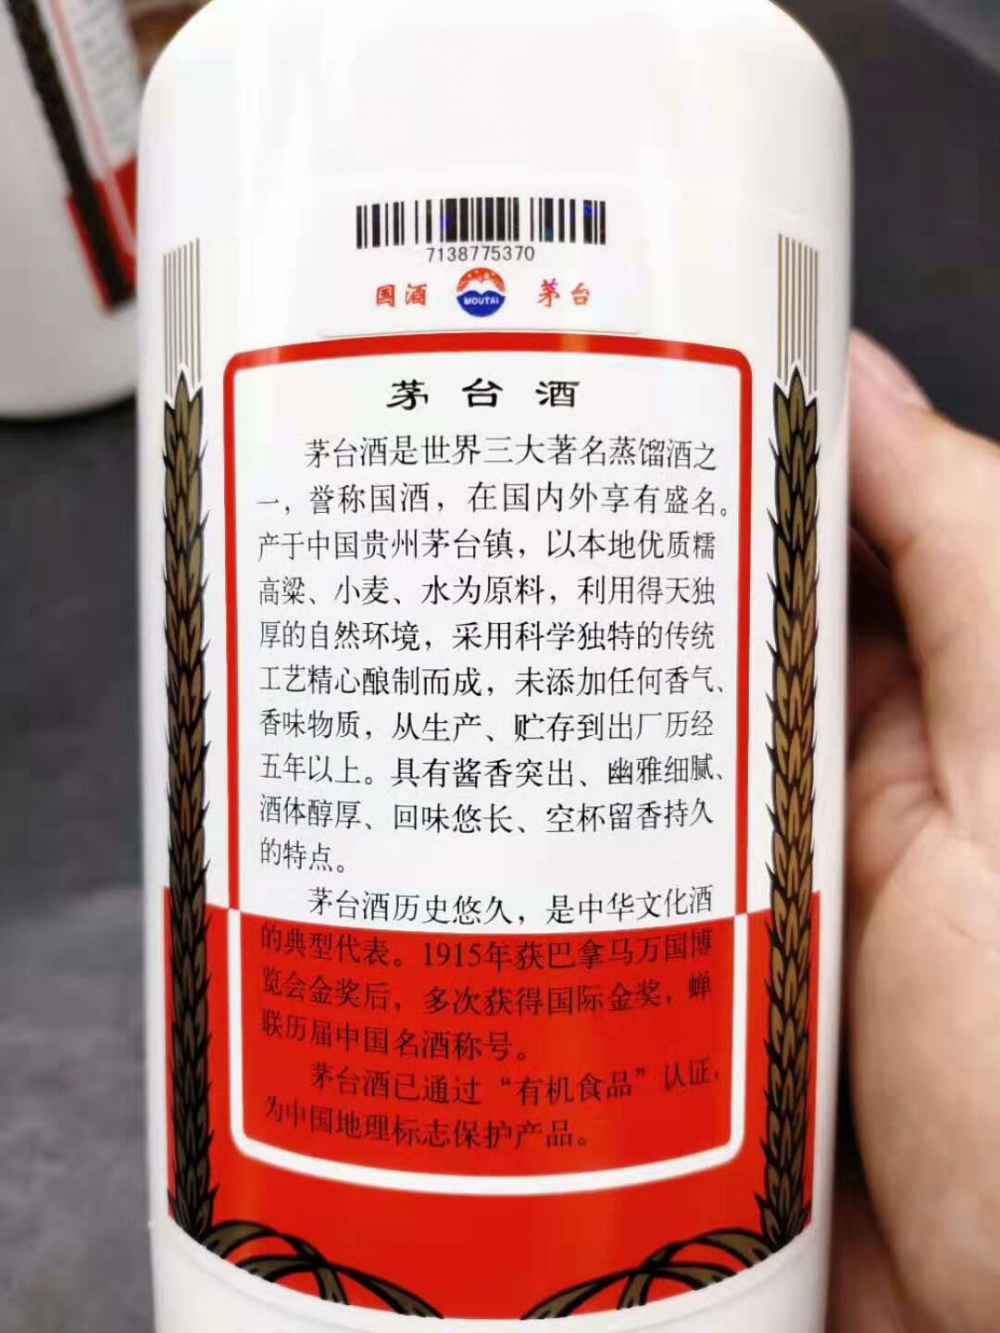 7138775370
国酒 MOUTAI 茅台
茅台酒
茅台酒是世界三大著名蒸馏酒之
一，誉称国酒，在国内外享有盛名。
产于中国贵州茅台镇，以本地优质糯
高粱、小麦、水为原料，利用得天独
厚的自然环境，采用科学独特的传统
工艺精心酿制而成，未添加任何香气、
香味物质，从生产、贮存到出厂历经
五年以上。具有酱香突出、幽雅细腻、
酒体醇厚、回味悠长、空杯留香持久
的特点。
茅台酒历史悠久，是中华文化酒
的典型代表。1915年获巴拿马万国博
览会金奖后，多次获得国际金奖，蝉
联历届中国名酒称号。
茅台酒已通过“有机食品”认证，
为中国地理标志保护产品。